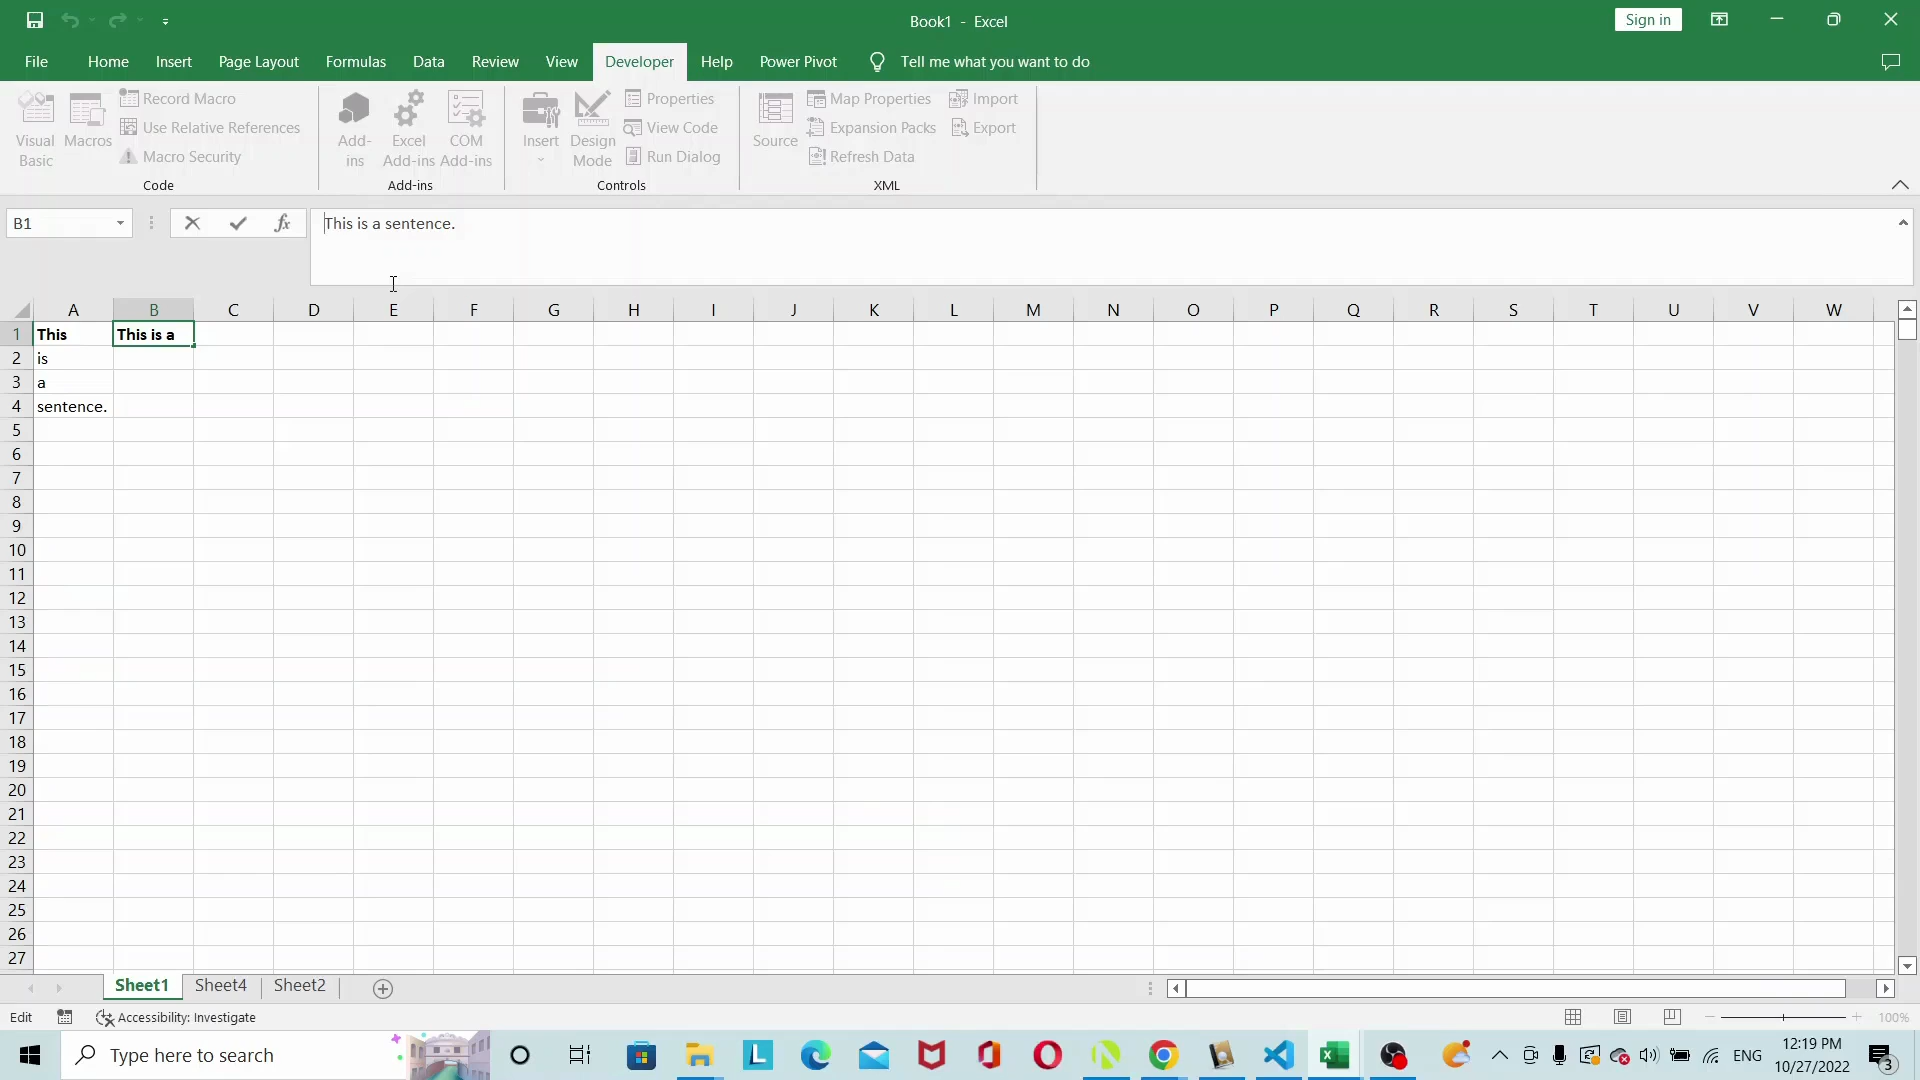 Book1 - Excel
Sign in
File Home Insert Page Layout Formulas Data Review View Developer Help Power Pivot Tell me what you want to do
Visual Basic
Macros
Record Macro
Use Relative References
Macro Security
Code
Add-ins
Excel Add-ins
COM Add-ins
Add-ins
Insert
Design Mode
Properties
View Code
Run Dialog
Controls
Source
Map Properties
Expansion Packs
Refresh Data
Import
Export
XML
B1
fx
This is a sentence.
A B C D E F G H I J K L M N O P Q R S T U V W
1 This This is a
2 is
3 a
4 sentence.
5
6
7
8
9
10
11
12
13
14
15
16
17
18
19
20
21
22
23
24
25
26
27
Sheet1 Sheet4 Sheet2
Edit
Accessibility: Investigate
100%
Type here to search
L
ENG
12:19 PM
10/27/2022
3